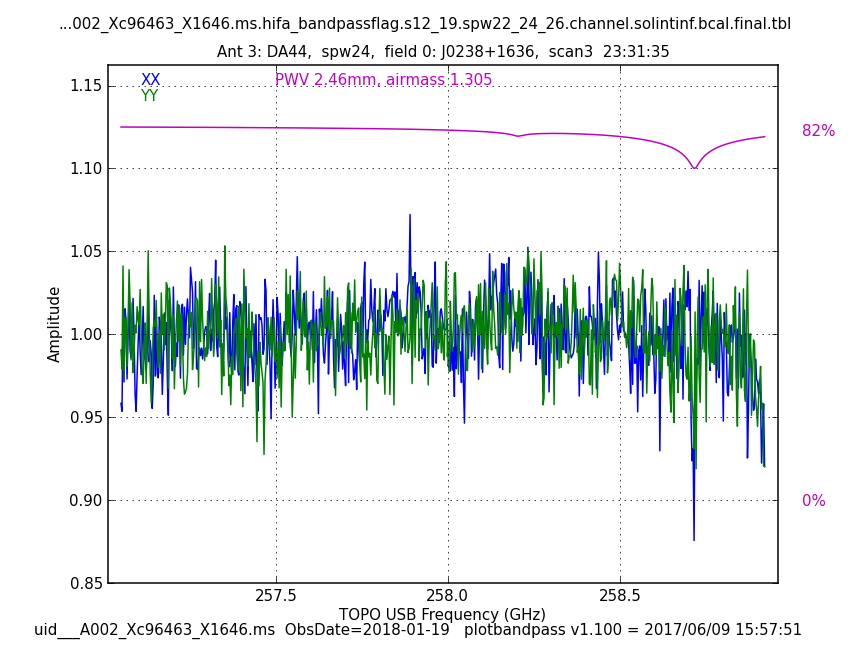 ...002_Xc96463_X1646.ms.hifa_bandpassflag.s12_19.spw22_24_26.channel.solintinf.bcal.final.tbl
Ant 3: DA44,  spw24,  field 0: J0238+1636,  scan3  23:31:35
XX
YY
PWV 2.46mm, airmass 1.305
1.15
1.10
1.05
1.00
0.95
0.90
0.85
Amplitude
82%
0%
257.5
258.0
258.5
TOPO USB Frequency (GHz)
uid___A002_Xc96463_X1646.ms  ObsDate=2018-01-19   plotbandpass v1.100 = 2017/06/09 15:57:51